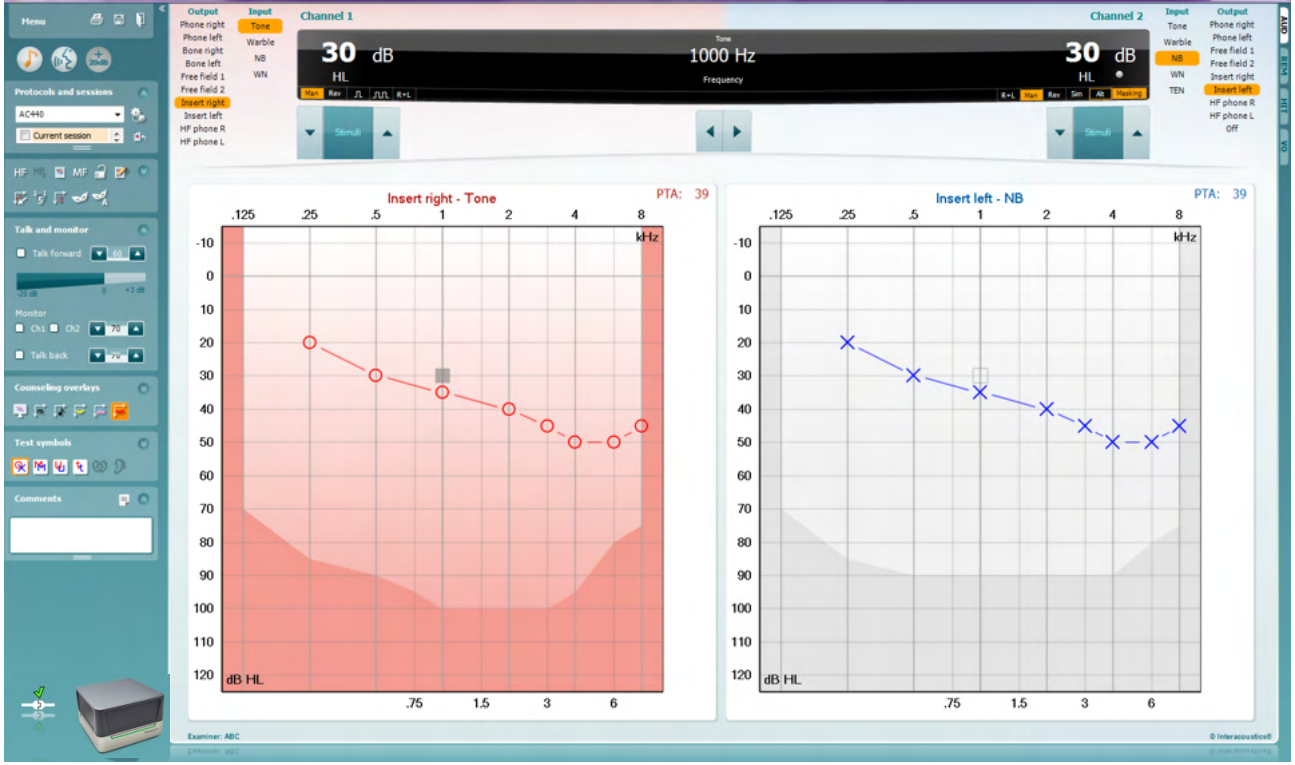 Menu
+
20dB
Protocols and sessions
AC440
Current session
HF
MF
Talk and monitor
Talk forward 60
-20 dB 0 +3 dB
Monitor
Ch1 Ch2 70
Talk back 70
Counseling overlays
Test symbols
Comments
Output
Phone right
Phone left
Bone right
Bone left
Free field 1
Free field 2
Insert right
Insert left
HF phone R
HF phone L
Input
Tone
Warble
NB
WN
Channel 1
30 dB
HL
Man Rev R+L
Tone
1000 Hz
Frequency
Channel 2
30 dB
HL
R+L Man Rev Sim Alt Masking
Stimuli
Stimuli
Input
Tone
Warble
NB
WN
TEN
Output
Phone right
Phone left
Free field 1
Free field 2
Insert right
Insert left
HF phone R
HF phone L
Off
AUD
REM
HIT
VO
Insert right - Tone
PTA: 39
.125 .25 .5 1 2 4 8
kHz
-10
0
10
20
30
40
50
60
70
80
90
100
110
120
dB HL
.75 1.5 3 6
Insert left - NB
PTA: 39
.125 .25 .5 1 2 4 8
kHz
-10
0
10
20
30
40
50
60
70
80
90
100
110
120
dB HL
.75 1.5 3 6
Examiner: ABC
© Interacoustics®